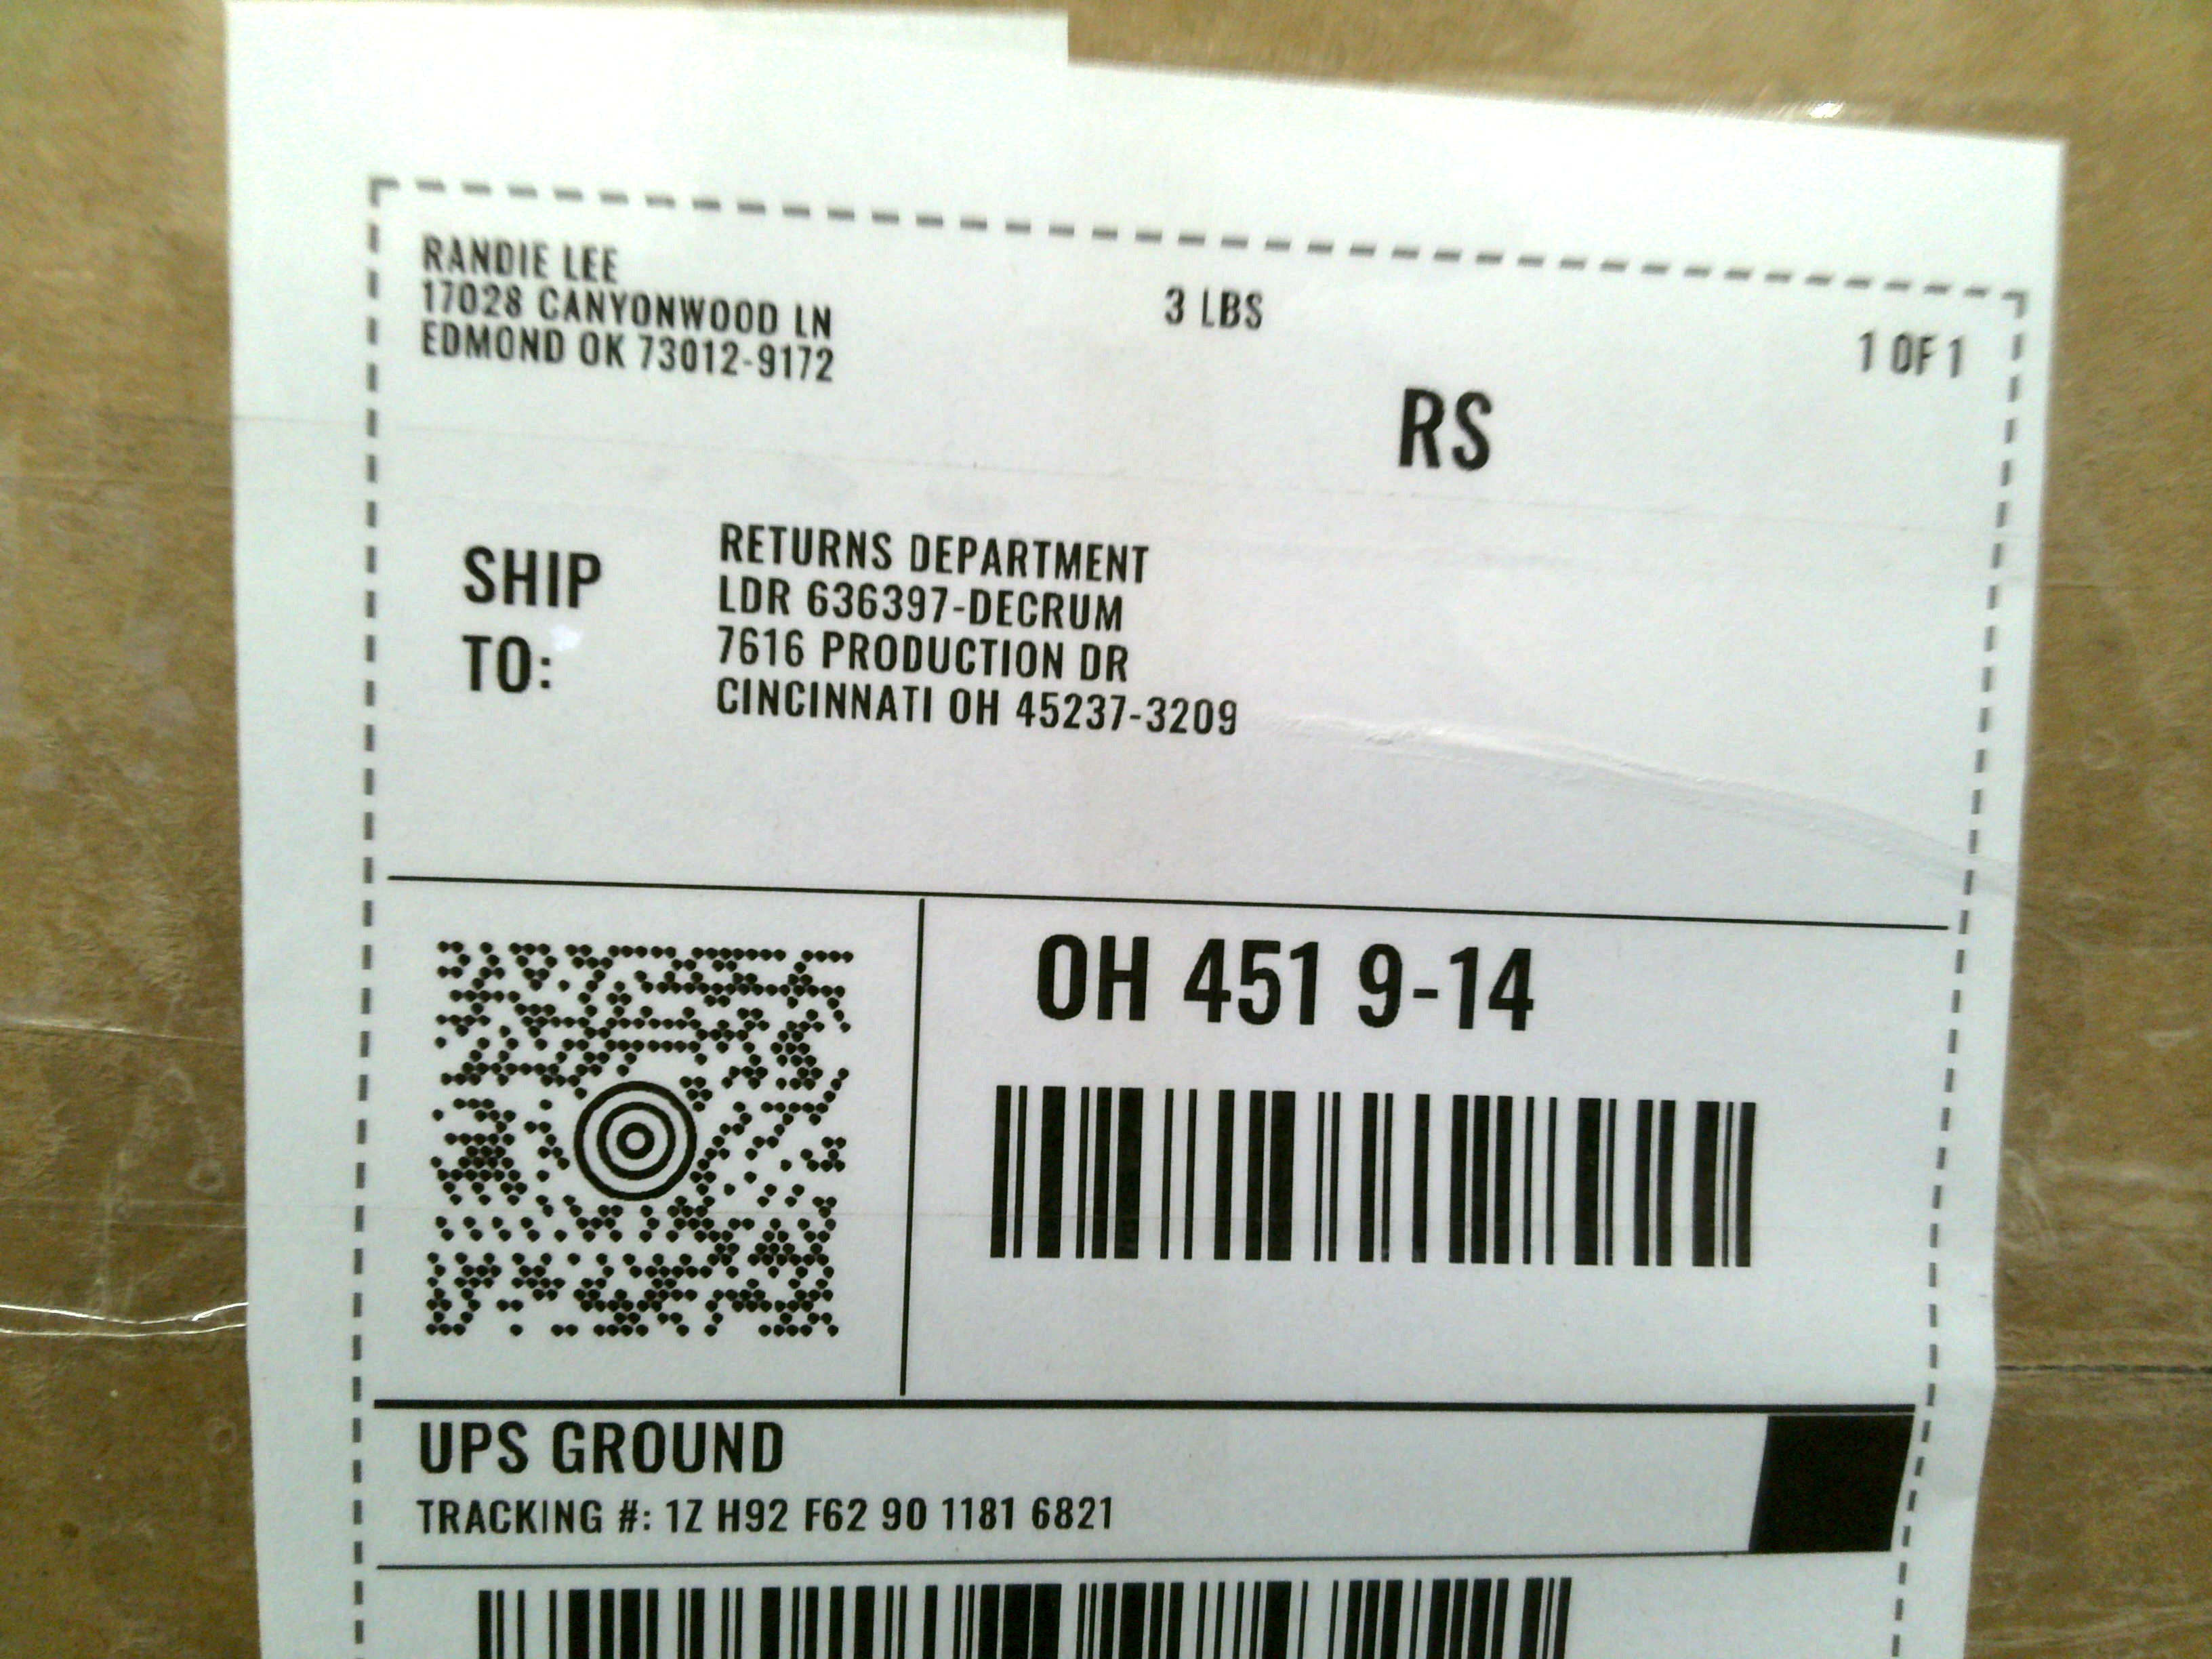 RANDIE LEE
17028 CANYONWOOD LN
EDMOND OK 73012-9172
3 LBS
1 OF 1
RS
SHIP TO:
RETURNS DEPARTMENT
LDR 636397-DECRUM
7616 PRODUCTION DR
CINCINNATI OH 45237-3209
OH 451 9-14
UPS GROUND
TRACKING #: 1Z H92 F62 90 1181 6821